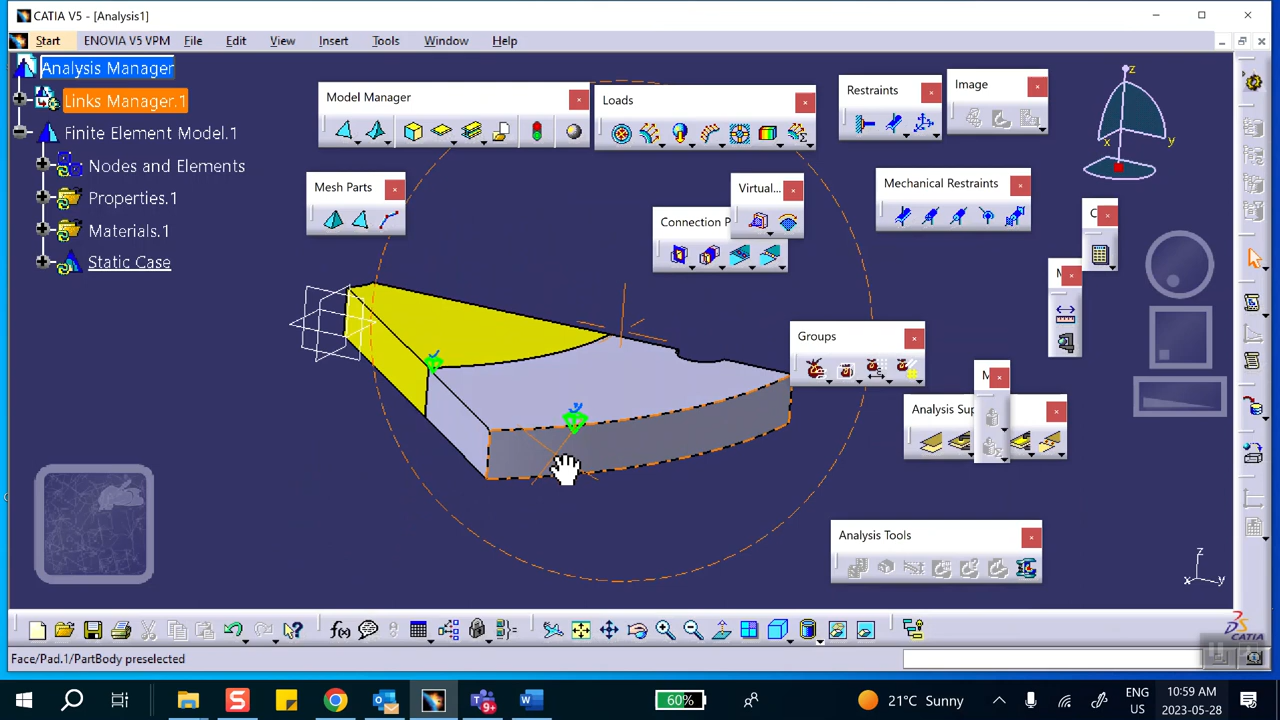 CATIA V5 - [Analysis1]
Start ENOVIA V5 VPM File Edit View Insert Tools Window Help
Analysis Manager
Links Manager.1
Finite Element Model.1
Nodes and Elements
Properties.1
Materials.1
Static Case
Model Manager
Loads
Restraints
Image
Mesh Parts
Virtual...
Connection P
Mechanical Restraints
C
M
Groups
M
Analysis Sup
Analysis Tools
z
x
y
z
x
y
CATIA
Face/Pad.1/PartBody preselected
f(x)
9+
60%
21°C Sunny
ENG
US
10:59 AM
2023-05-28